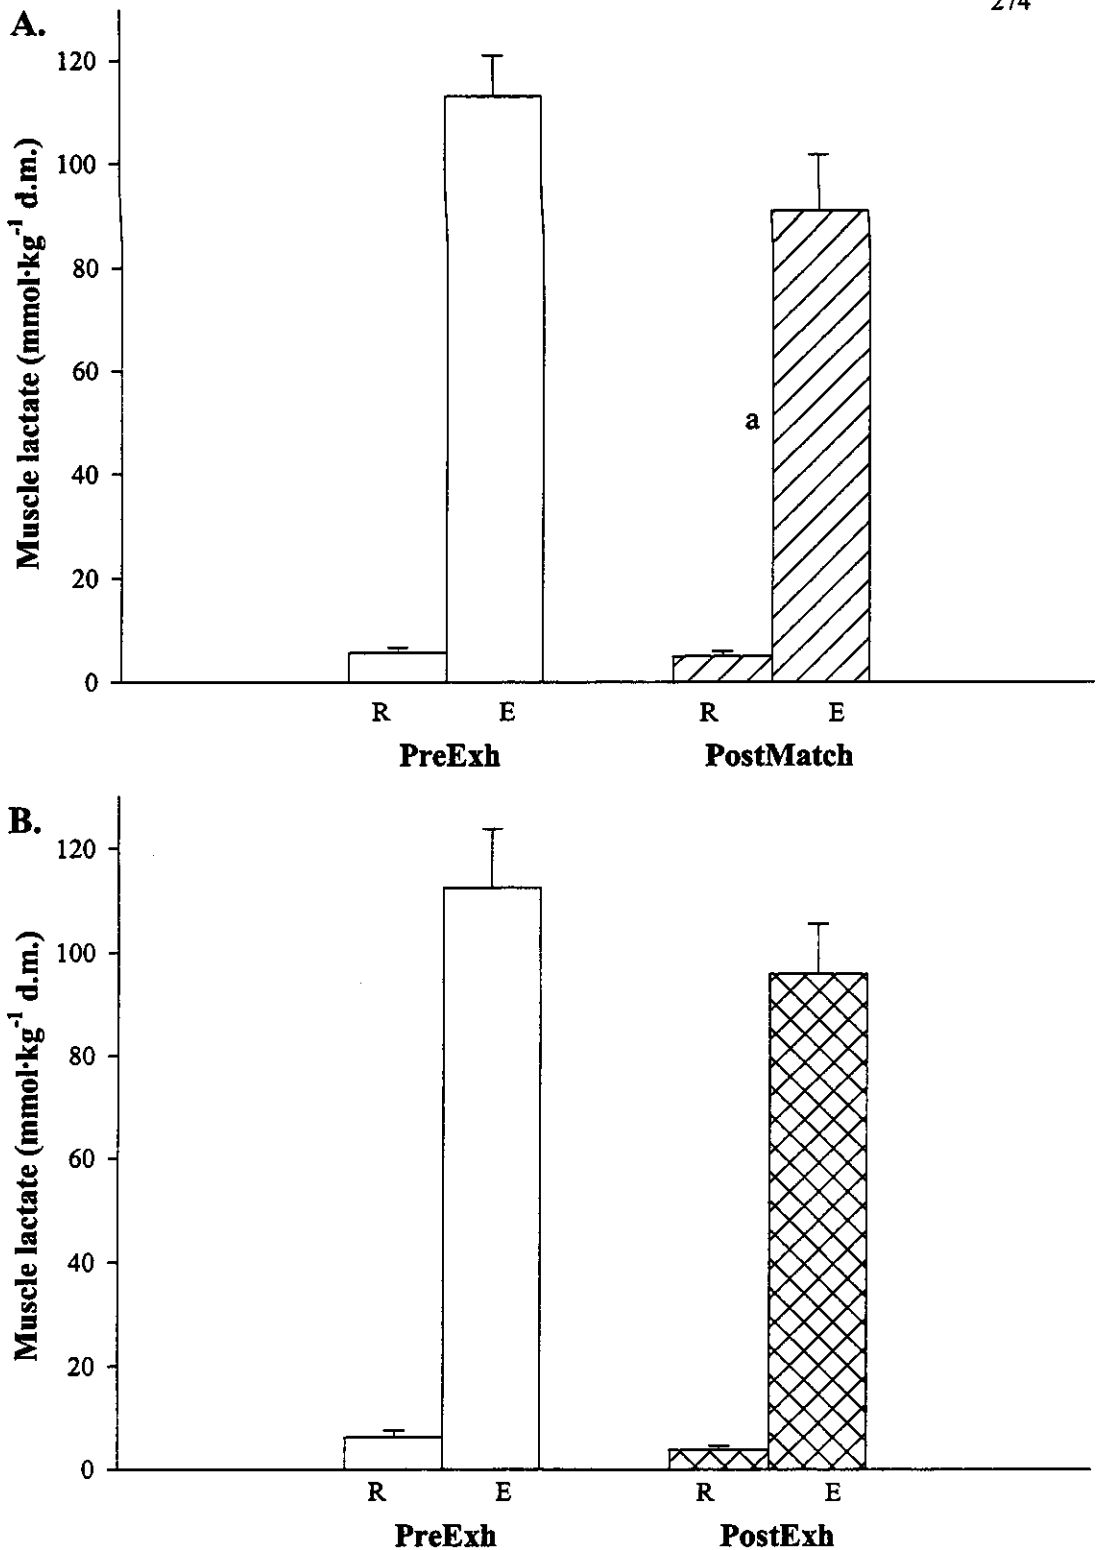 274
A.
120
100
80
60
40
20
0
Muscle lactate (mmol·kg⁻¹ d.m.)
a
R E R E
PreExh PostMatch
B.
120
100
80
60
40
20
0
Muscle lactate (mmol·kg⁻¹ d.m.)
R E R E
PreExh PostExh